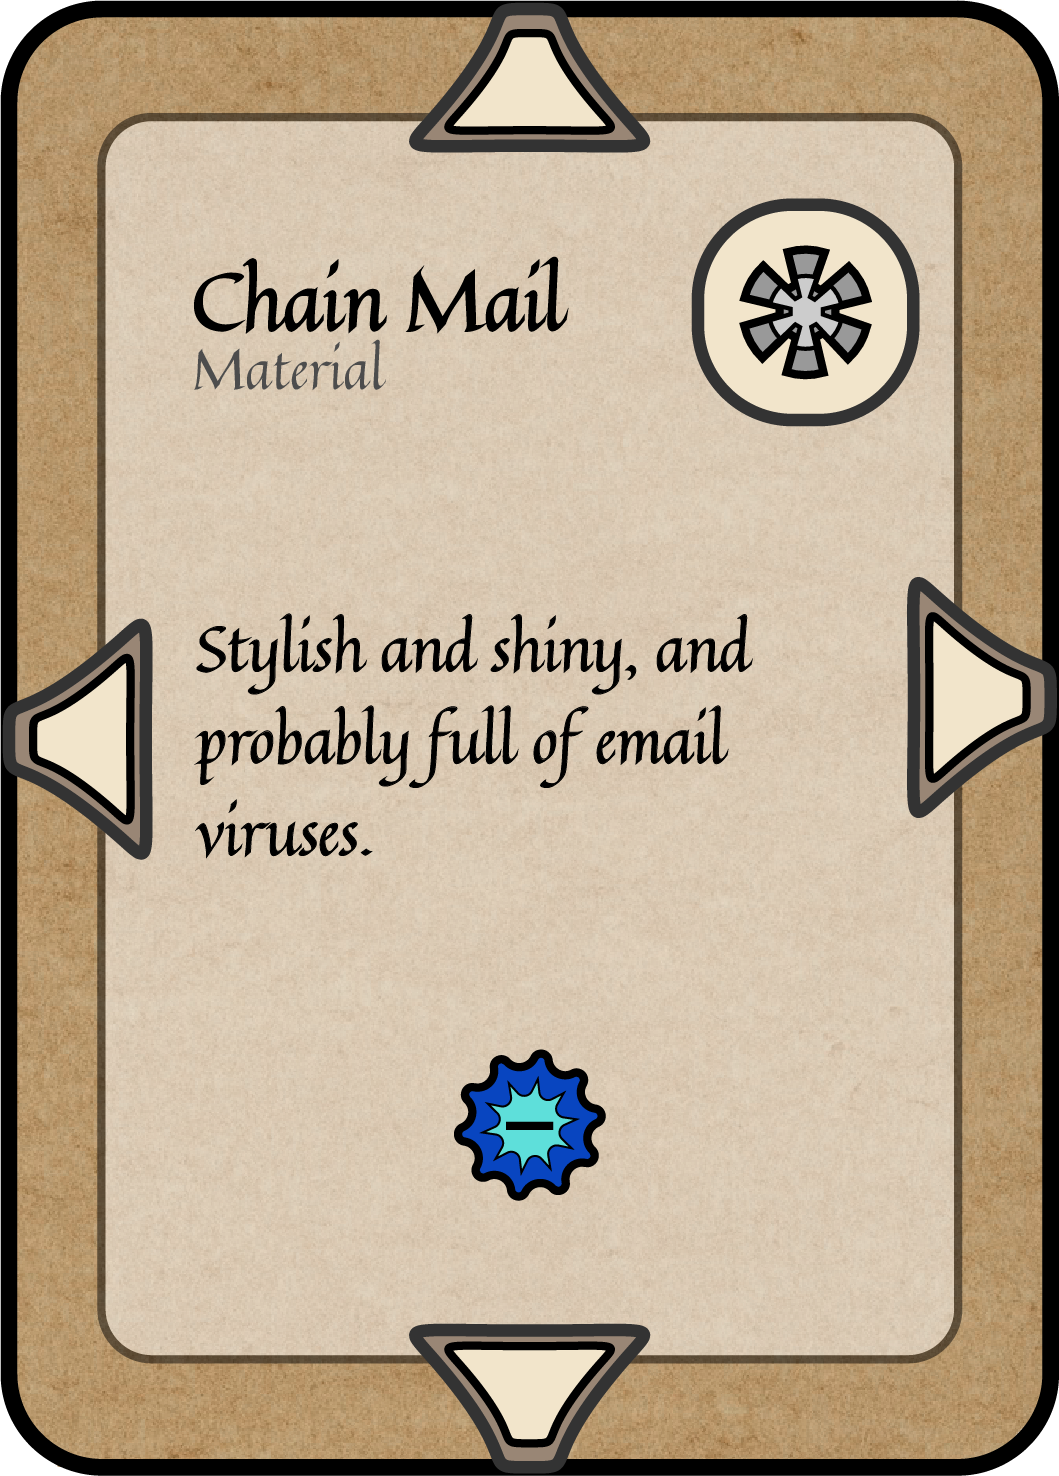 Chain Mail
Material
Stylish and shiny, and
probably full of email
viruses.